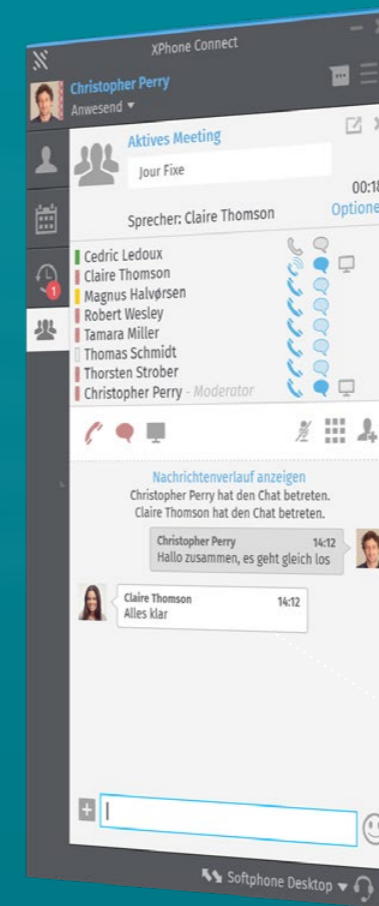 XPhone Connect
Christopher Perry
Anwesend
Aktives Meeting
Jour Fixe
00:18
Sprecher: Claire Thomson
Optione
Cedric Ledoux
Claire Thomson
Magnus Halvørsen
Robert Wesley
Tamara Miller
Thomas Schmidt
Thorsten Strober
Christopher Perry - Moderator
1
Nachrichtenverlauf anzeigen
Christopher Perry hat den Chat betreten.
Claire Thomson hat den Chat betreten.
Christopher Perry 14:12
Hallo zusammen, es geht gleich los
Claire Thomson 14:12
Alles klar
Softphone Desktop